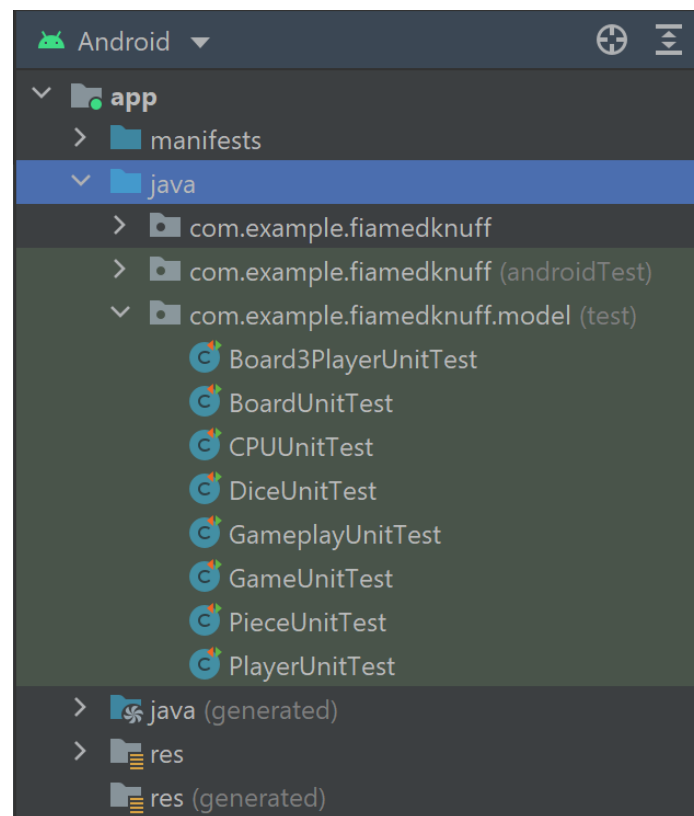 Android
app
manifests
java
com.example.fiamedknuff
com.example.fiamedknuff (androidTest)
com.example.fiamedknuff.model (test)
Board3PlayerUnitTest
BoardUnitTest
CPUUnitTest
DiceUnitTest
GameplayUnitTest
GameUnitTest
PieceUnitTest
PlayerUnitTest
java (generated)
res
res (generated)